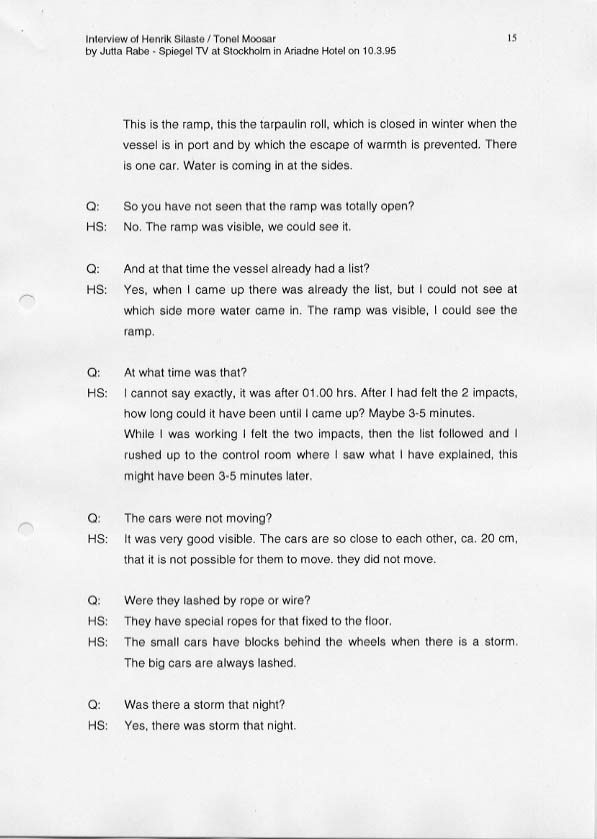 Interview of Henrik Silaste / Tonel Moosar
15
by Jutta Rabe - Spiegel TV at Stockholm in Ariadne Hotel on 10.3.95
This is the ramp, this the tarpaulin roll, which is closed in winter when the
vessel is in port and by which the escape of warmth is prevented. There
is one car. Water is coming in at the sides.
Q: So you have not seen that the ramp was totally open?
HS: No. The ramp was visible, we could see it.
Q: And at that time the vessel already had a list?
HS: Yes, when I came up there was already the list, but I could not see at
which side more water came in. The ramp was visible, I could see the
ramp.
Q: At what time was that?
HS: I cannot say exactly, it was after 01.00 hrs. After I had felt the 2 impacts,
how long could it have been until I came up? Maybe 3-5 minutes.
While I was working I felt the two impacts, then the list followed and I
rushed up to the control room where I saw what I have explained, this
might have been 3-5 minutes later.
Q: The cars were not moving?
HS: It was very good visible. The cars are so close to each other, ca. 20 cm,
that it is not possible for them to move. they did not move.
Q: Were they lashed by rope or wire?
HS: They have special ropes for that fixed to the floor.
HS: The small cars have blocks behind the wheels when there is a storm.
The big cars are always lashed.
Q: Was there a storm that night?
HS: Yes, there was storm that night.